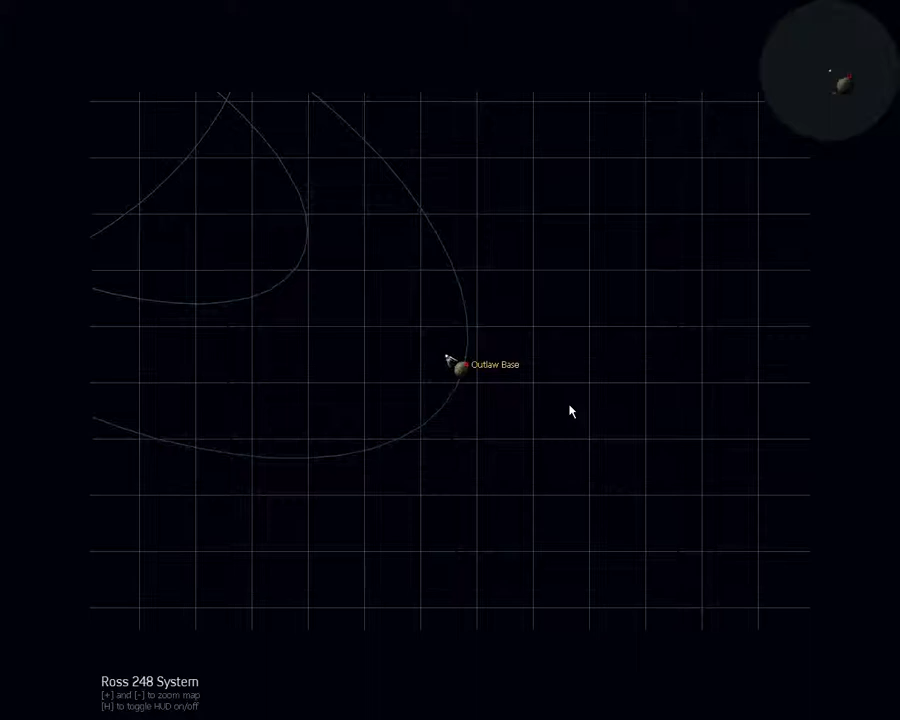 Outlaw Base
Ross 248 System
[+] and [-] to zoom map
[H] to toggle HUD on/off